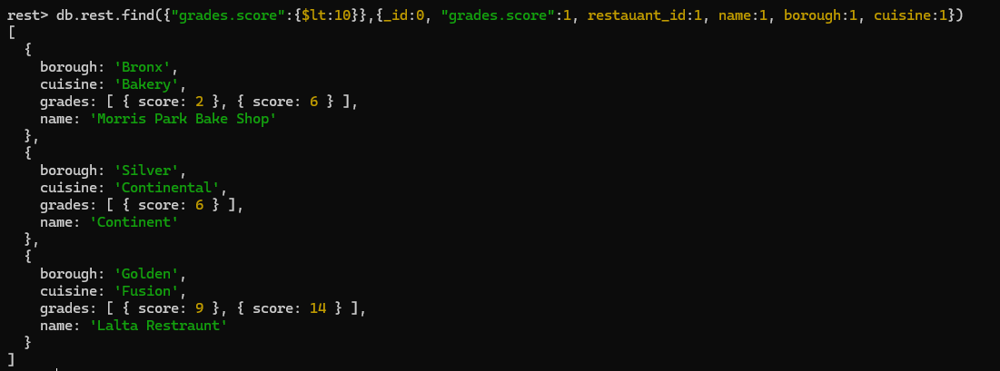 rest> db.rest.find({"grades.score":{$lt:10}},{_id:0, "grades.score":1, restauant_id:1, name:1, borough:1, cuisine:1})
[
  {
    borough: 'Bronx',
    cuisine: 'Bakery',
    grades: [ { score: 2 }, { score: 6 } ],
    name: 'Morris Park Bake Shop'
  },
  {
    borough: 'Silver',
    cuisine: 'Continental',
    grades: [ { score: 6 } ],
    name: 'Continent'
  },
  {
    borough: 'Golden',
    cuisine: 'Fusion',
    grades: [ { score: 9 }, { score: 14 } ],
    name: 'Lalta Restraunt'
  }
]